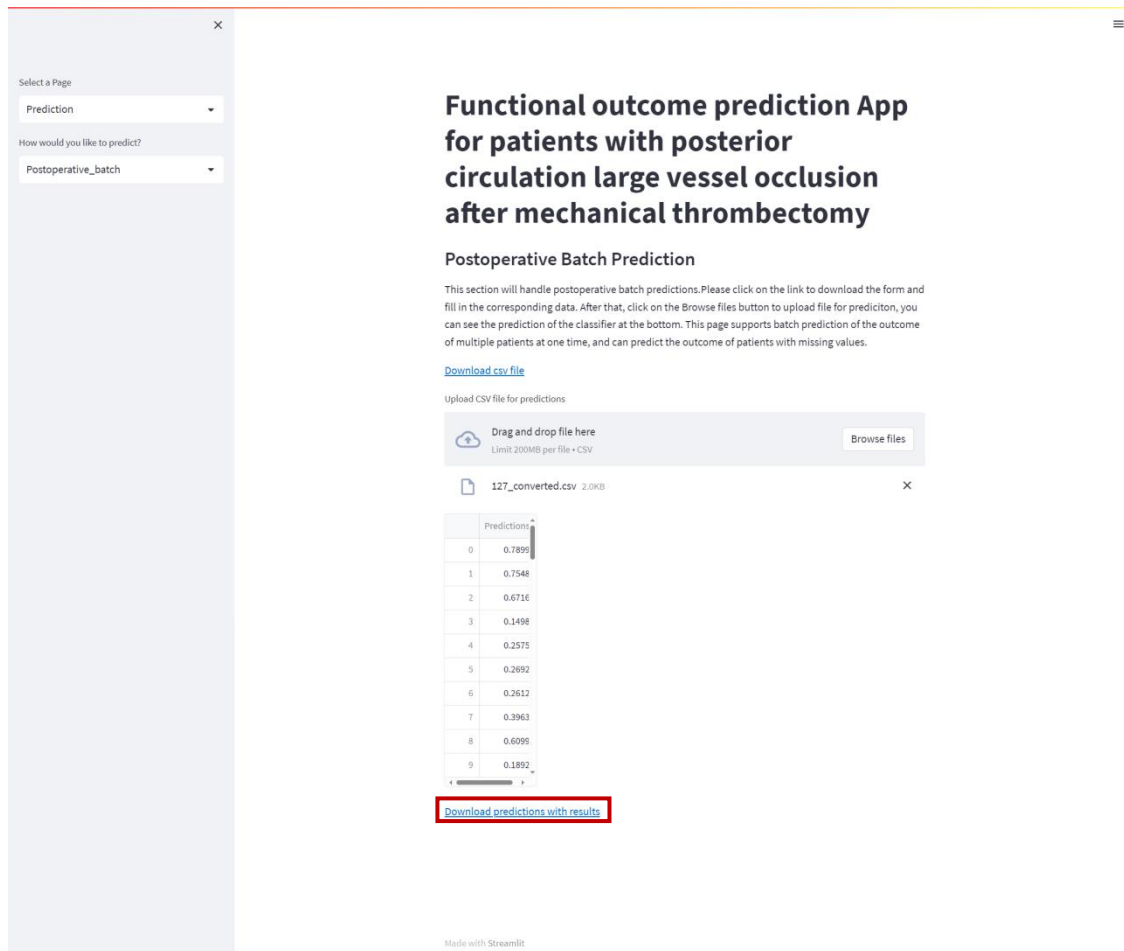 Select a Page
Prediction
How would you like to predict?
Postoperative_batch
Functional outcome prediction App
for patients with posterior
circulation large vessel occlusion
after mechanical thrombectomy
Postoperative Batch Prediction
This section will handle postoperative batch predictions.Please click on the link to download the form and
fill in the corresponding data. After that, click on the Browse files button to upload file for prediciton, you
can see the prediction of the classifier at the bottom. This page supports batch prediction of the outcome
of multiple patients at one time, and can predict the outcome of patients with missing values.
Download csv file
Upload CSV file for predictions
Drag and drop file here
Limit 200MB per file • CSV
Browse files
127_converted.csv 2.0KB
Predictions
0 0.7899
1 0.7548
2 0.6716
3 0.1498
4 0.2575
5 0.2692
6 0.2612
7 0.3963
8 0.6099
9 0.1892
Download predictions with results
Made with Streamlit